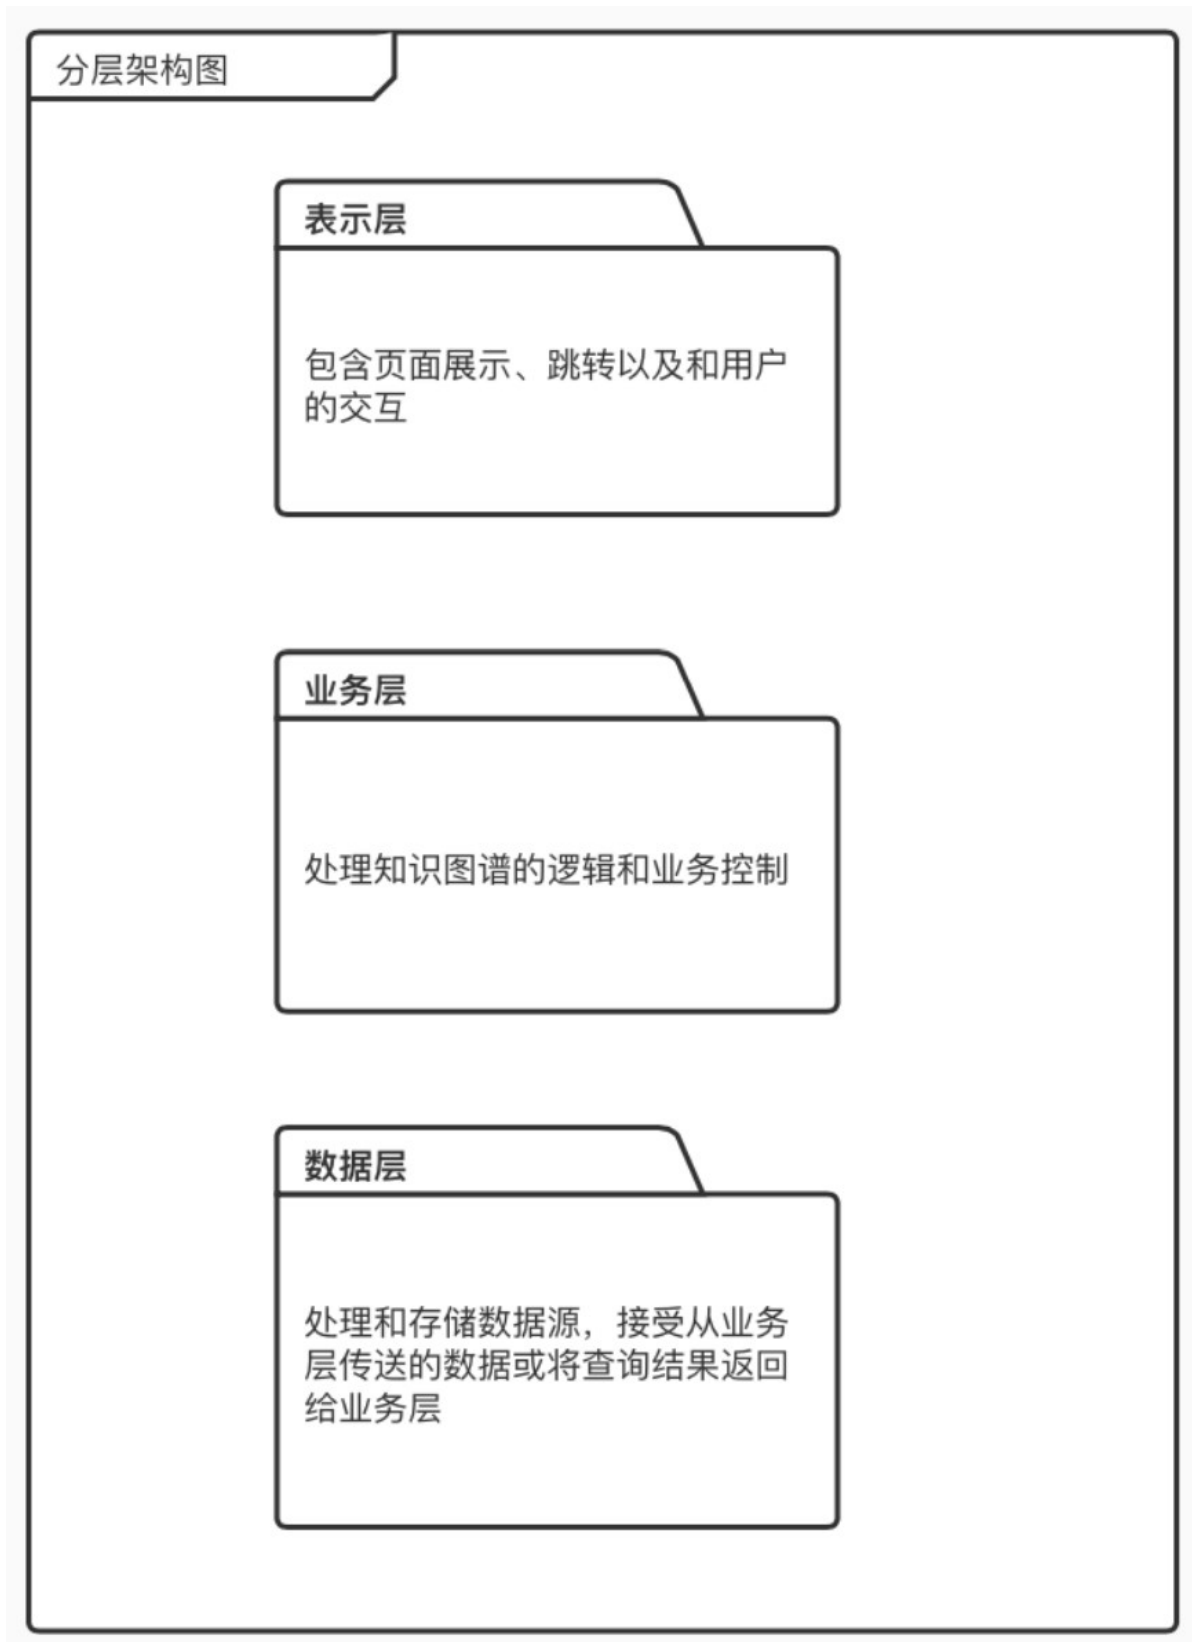 分层架构图
表示层
包含页面展示、跳转以及和用户
的交互
业务层
处理知识图谱的逻辑和业务控制
数据层
处理和存储数据源，接受从业务
层传送的数据或将查询结果返回
给业务层